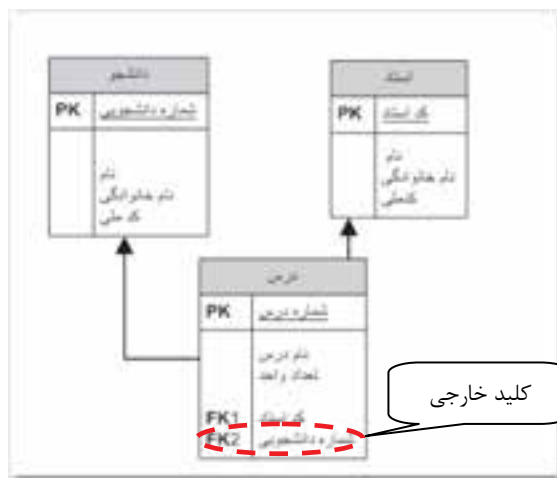 دانشجو
PK شماره دانشجویی
نام
نام خانوادگی
کد ملی
استاد
PK کد استاد
نام
نام خانوادگی
کدملی
درس
PK شماره درس
نام درس
تعداد واحد
FK1 کد استاد
FK2 شماره دانشجویی
کلید خارجی